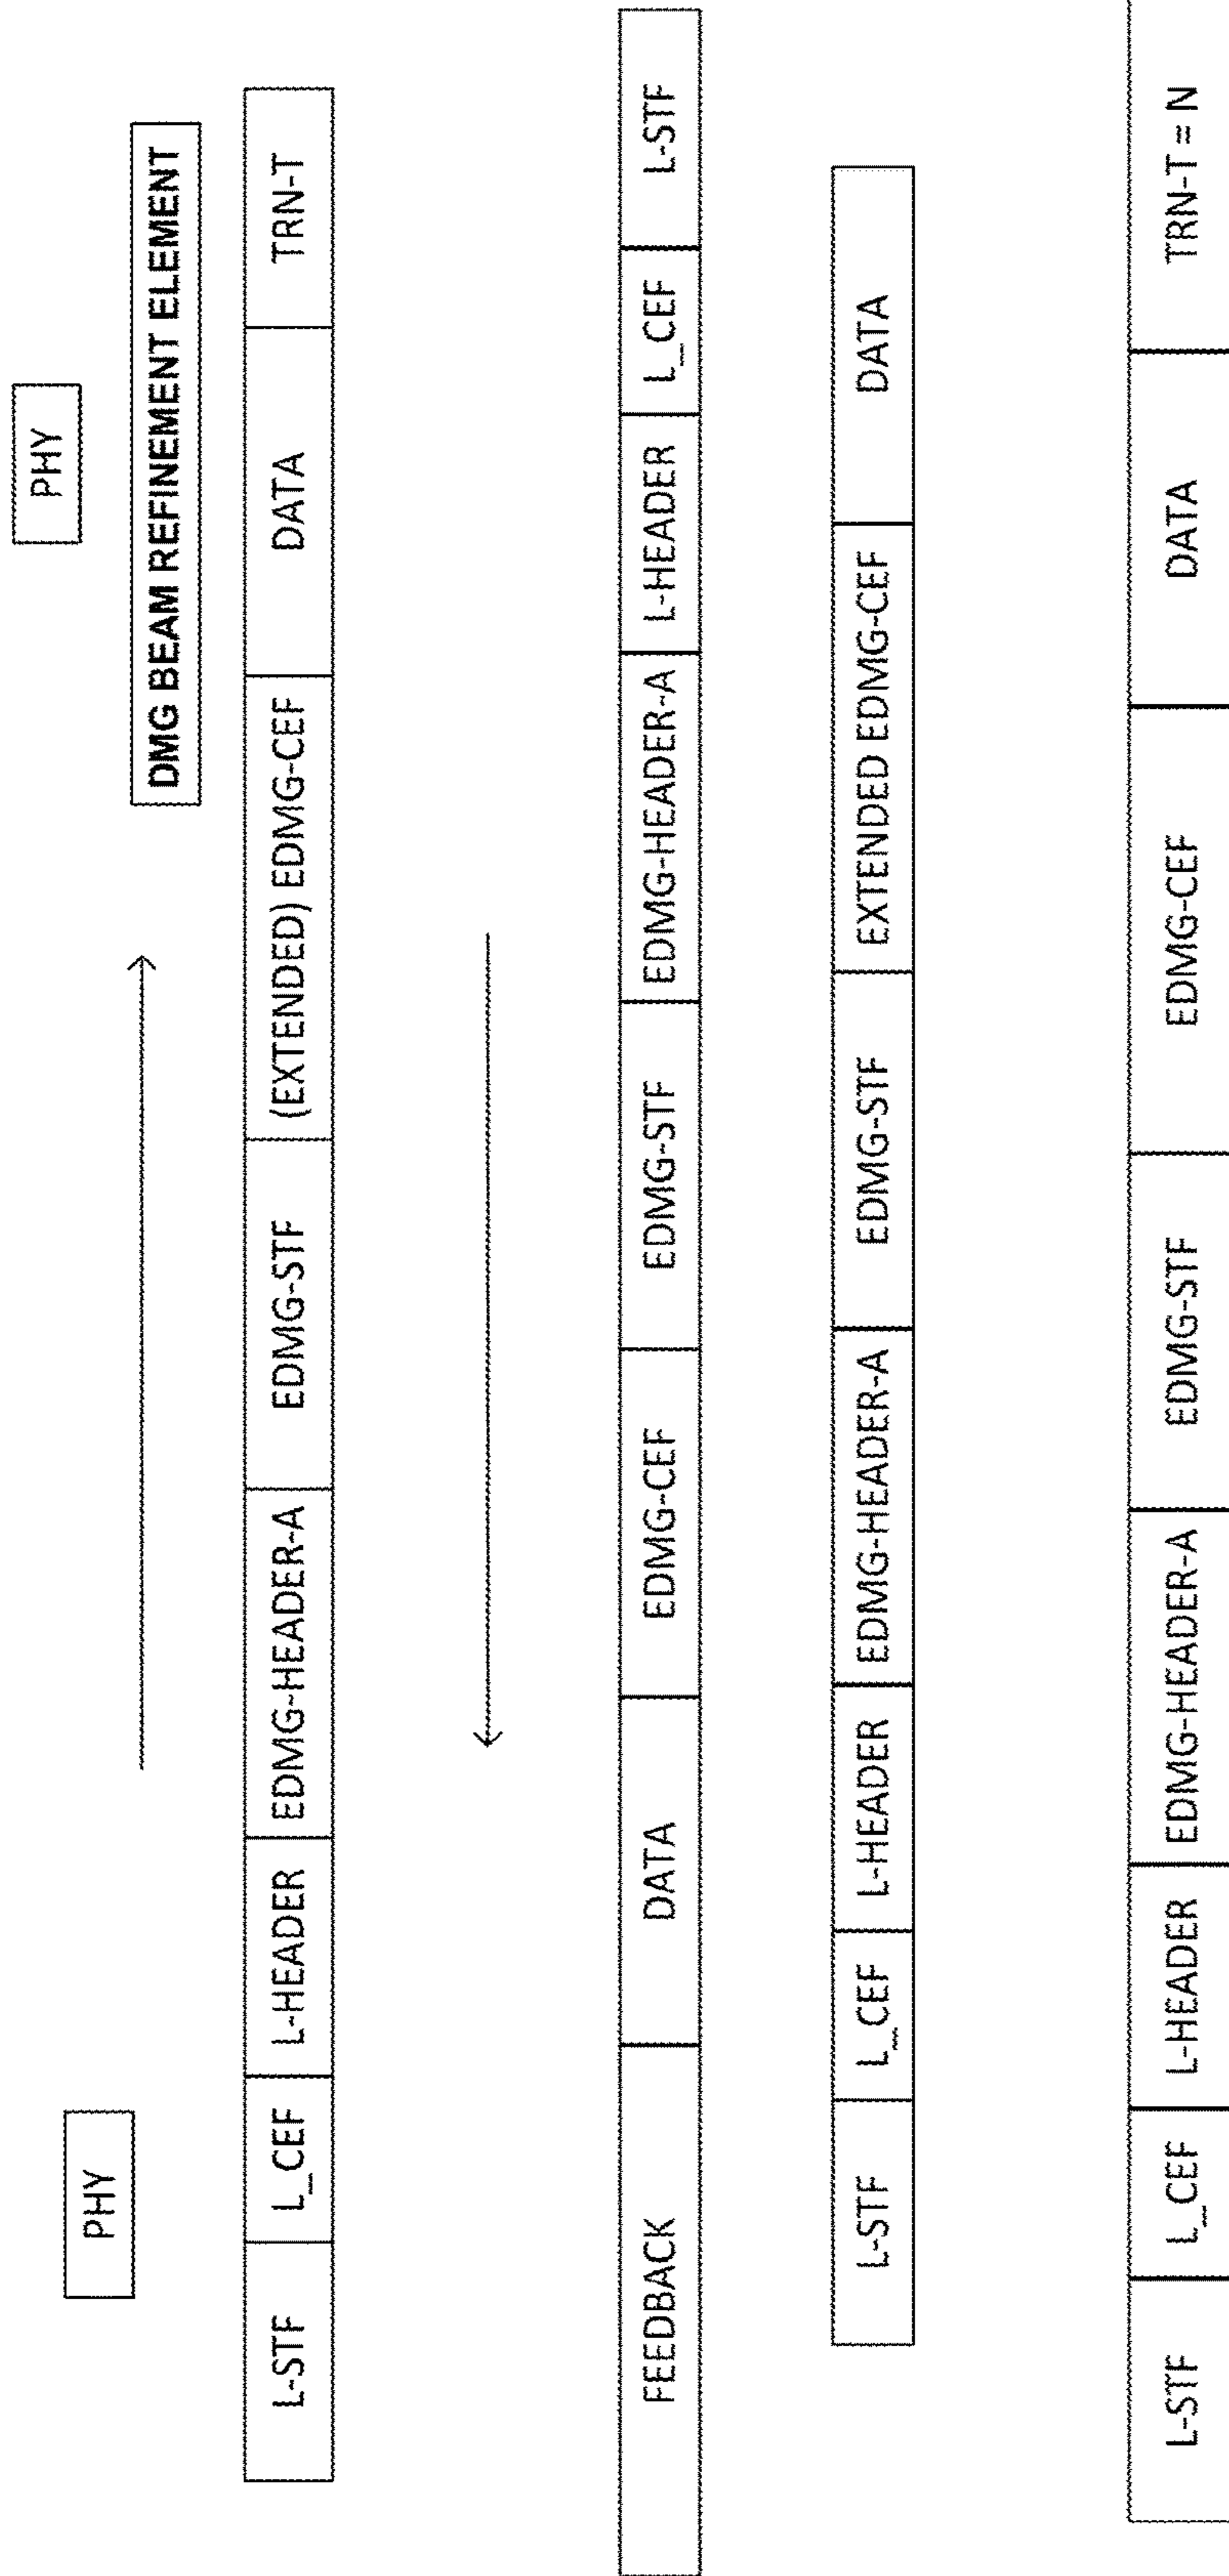 PHY PHY
DMG BEAM REFINEMENT ELEMENT
L-STF L_CEF L-HEADER EDMG-HEADER-A EDMG-STF (EXTENDED) EDMG-CEF DATA TRN-T
FEEDBACK DATA EDMG-CEF EDMG-STF EDMG-HEADER-A L-HEADER L_CEF L-STF
L-STF L_CEF L-HEADER EDMG-HEADER-A EDMG-STF EXTENDED EDMG-CEF DATA
L-STF L_CEF L-HEADER EDMG-HEADER-A EDMG-STF EDMG-CEF DATA TRN-T = N